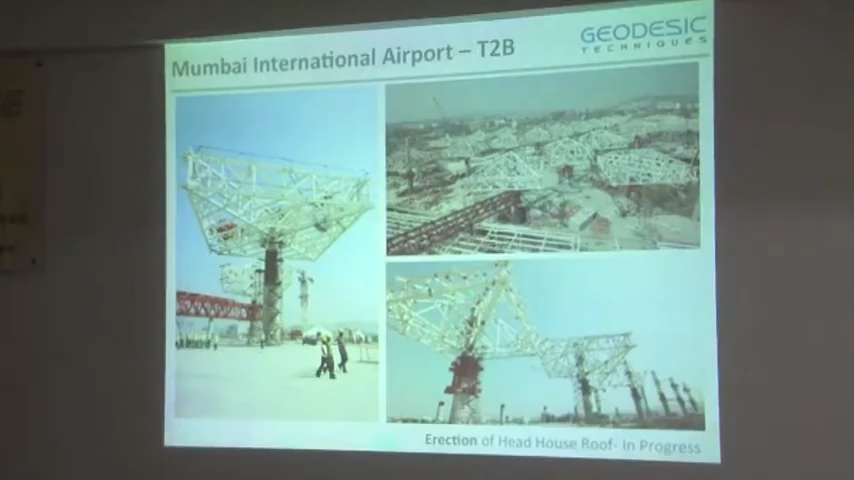 Mumbai International Airport – T2B
GEODESIC
TECHNIQUES
Erection of Head House Roof- In Progress